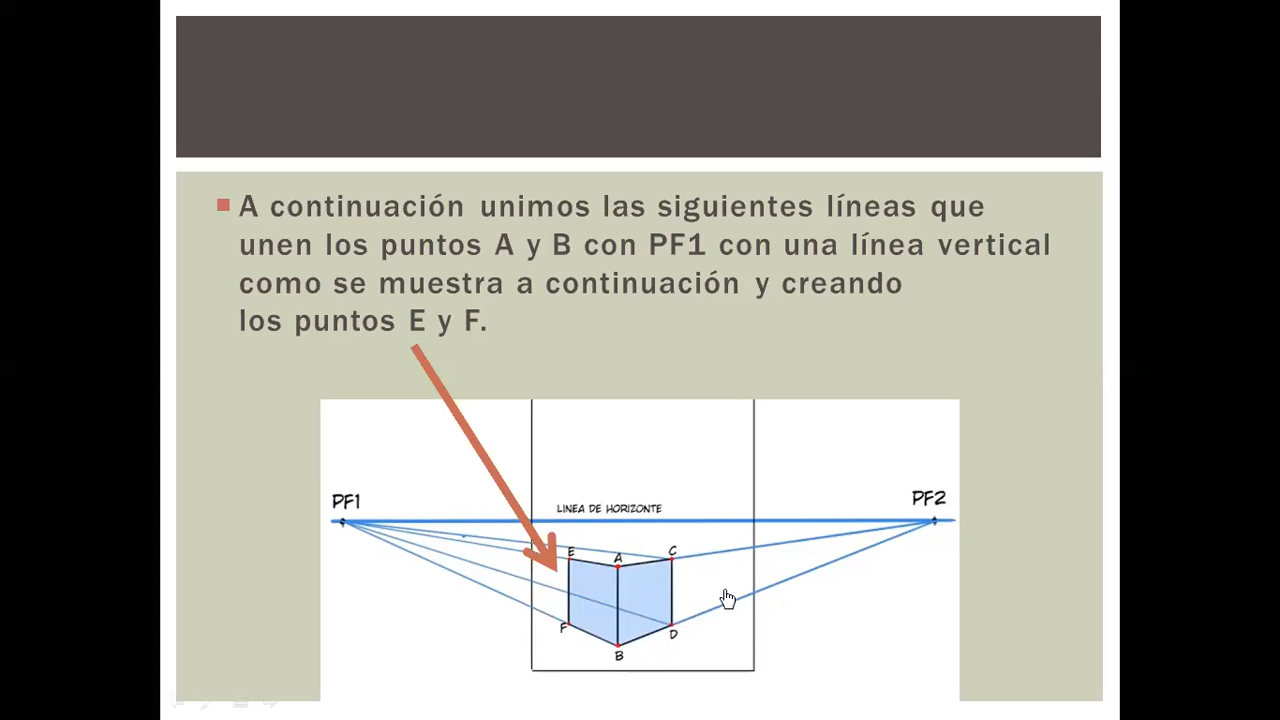 A continuación unimos las siguientes líneas que
unen los puntos A y B con PF1 con una línea vertical
como se muestra a continuación y creando
los puntos E y F.
PF1
PF2
LINEA DE HORIZONTE
E
A
C
F
D
B